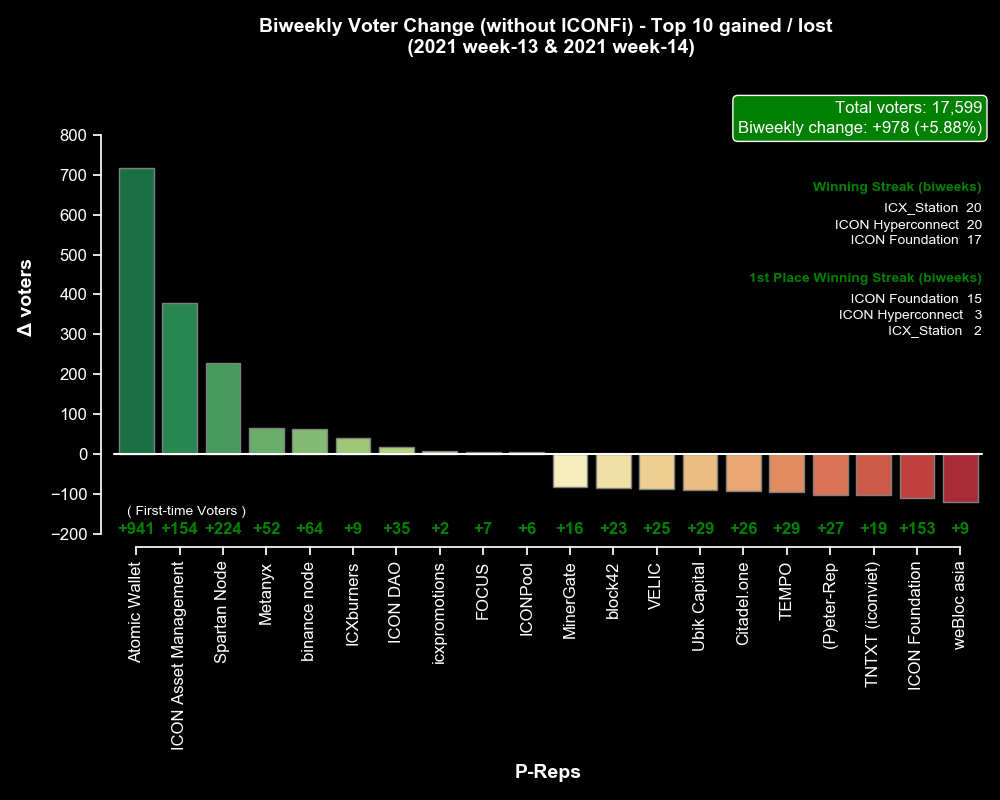 Biweekly Voter Change (without ICONFi) - Top 10 gained / lost
(2021 week-13 & 2021 week-14)
Total voters: 17,599
Biweekly change: +978 (+5.88%)
Winning Streak (biweeks)
ICX_Station 20
ICON Hyperconnect 20
ICON Foundation 17
1st Place Winning Streak (biweeks)
ICON Foundation 15
ICON Hyperconnect 3
ICX_Station 2
Δ voters
800
700
600
500
400
300
200
100
0
−100
−200
( First-time Voters )
+941 +154 +224 +52 +64 +9 +35 +2 +7 +6 +16 +23 +25 +29 +26 +29 +27 +19 +153 +9
Atomic Wallet
ICON Asset Management
Spartan Node
Metanyx
binance node
ICXburners
ICON DAO
icxpromotions
FOCUS
ICONPool
MinerGate
block42
VELIC
Ubik Capital
Citadel.one
TEMPO
(P)eter-Rep
TNTXT (iconviet)
ICON Foundation
weBloc asia
P-Reps